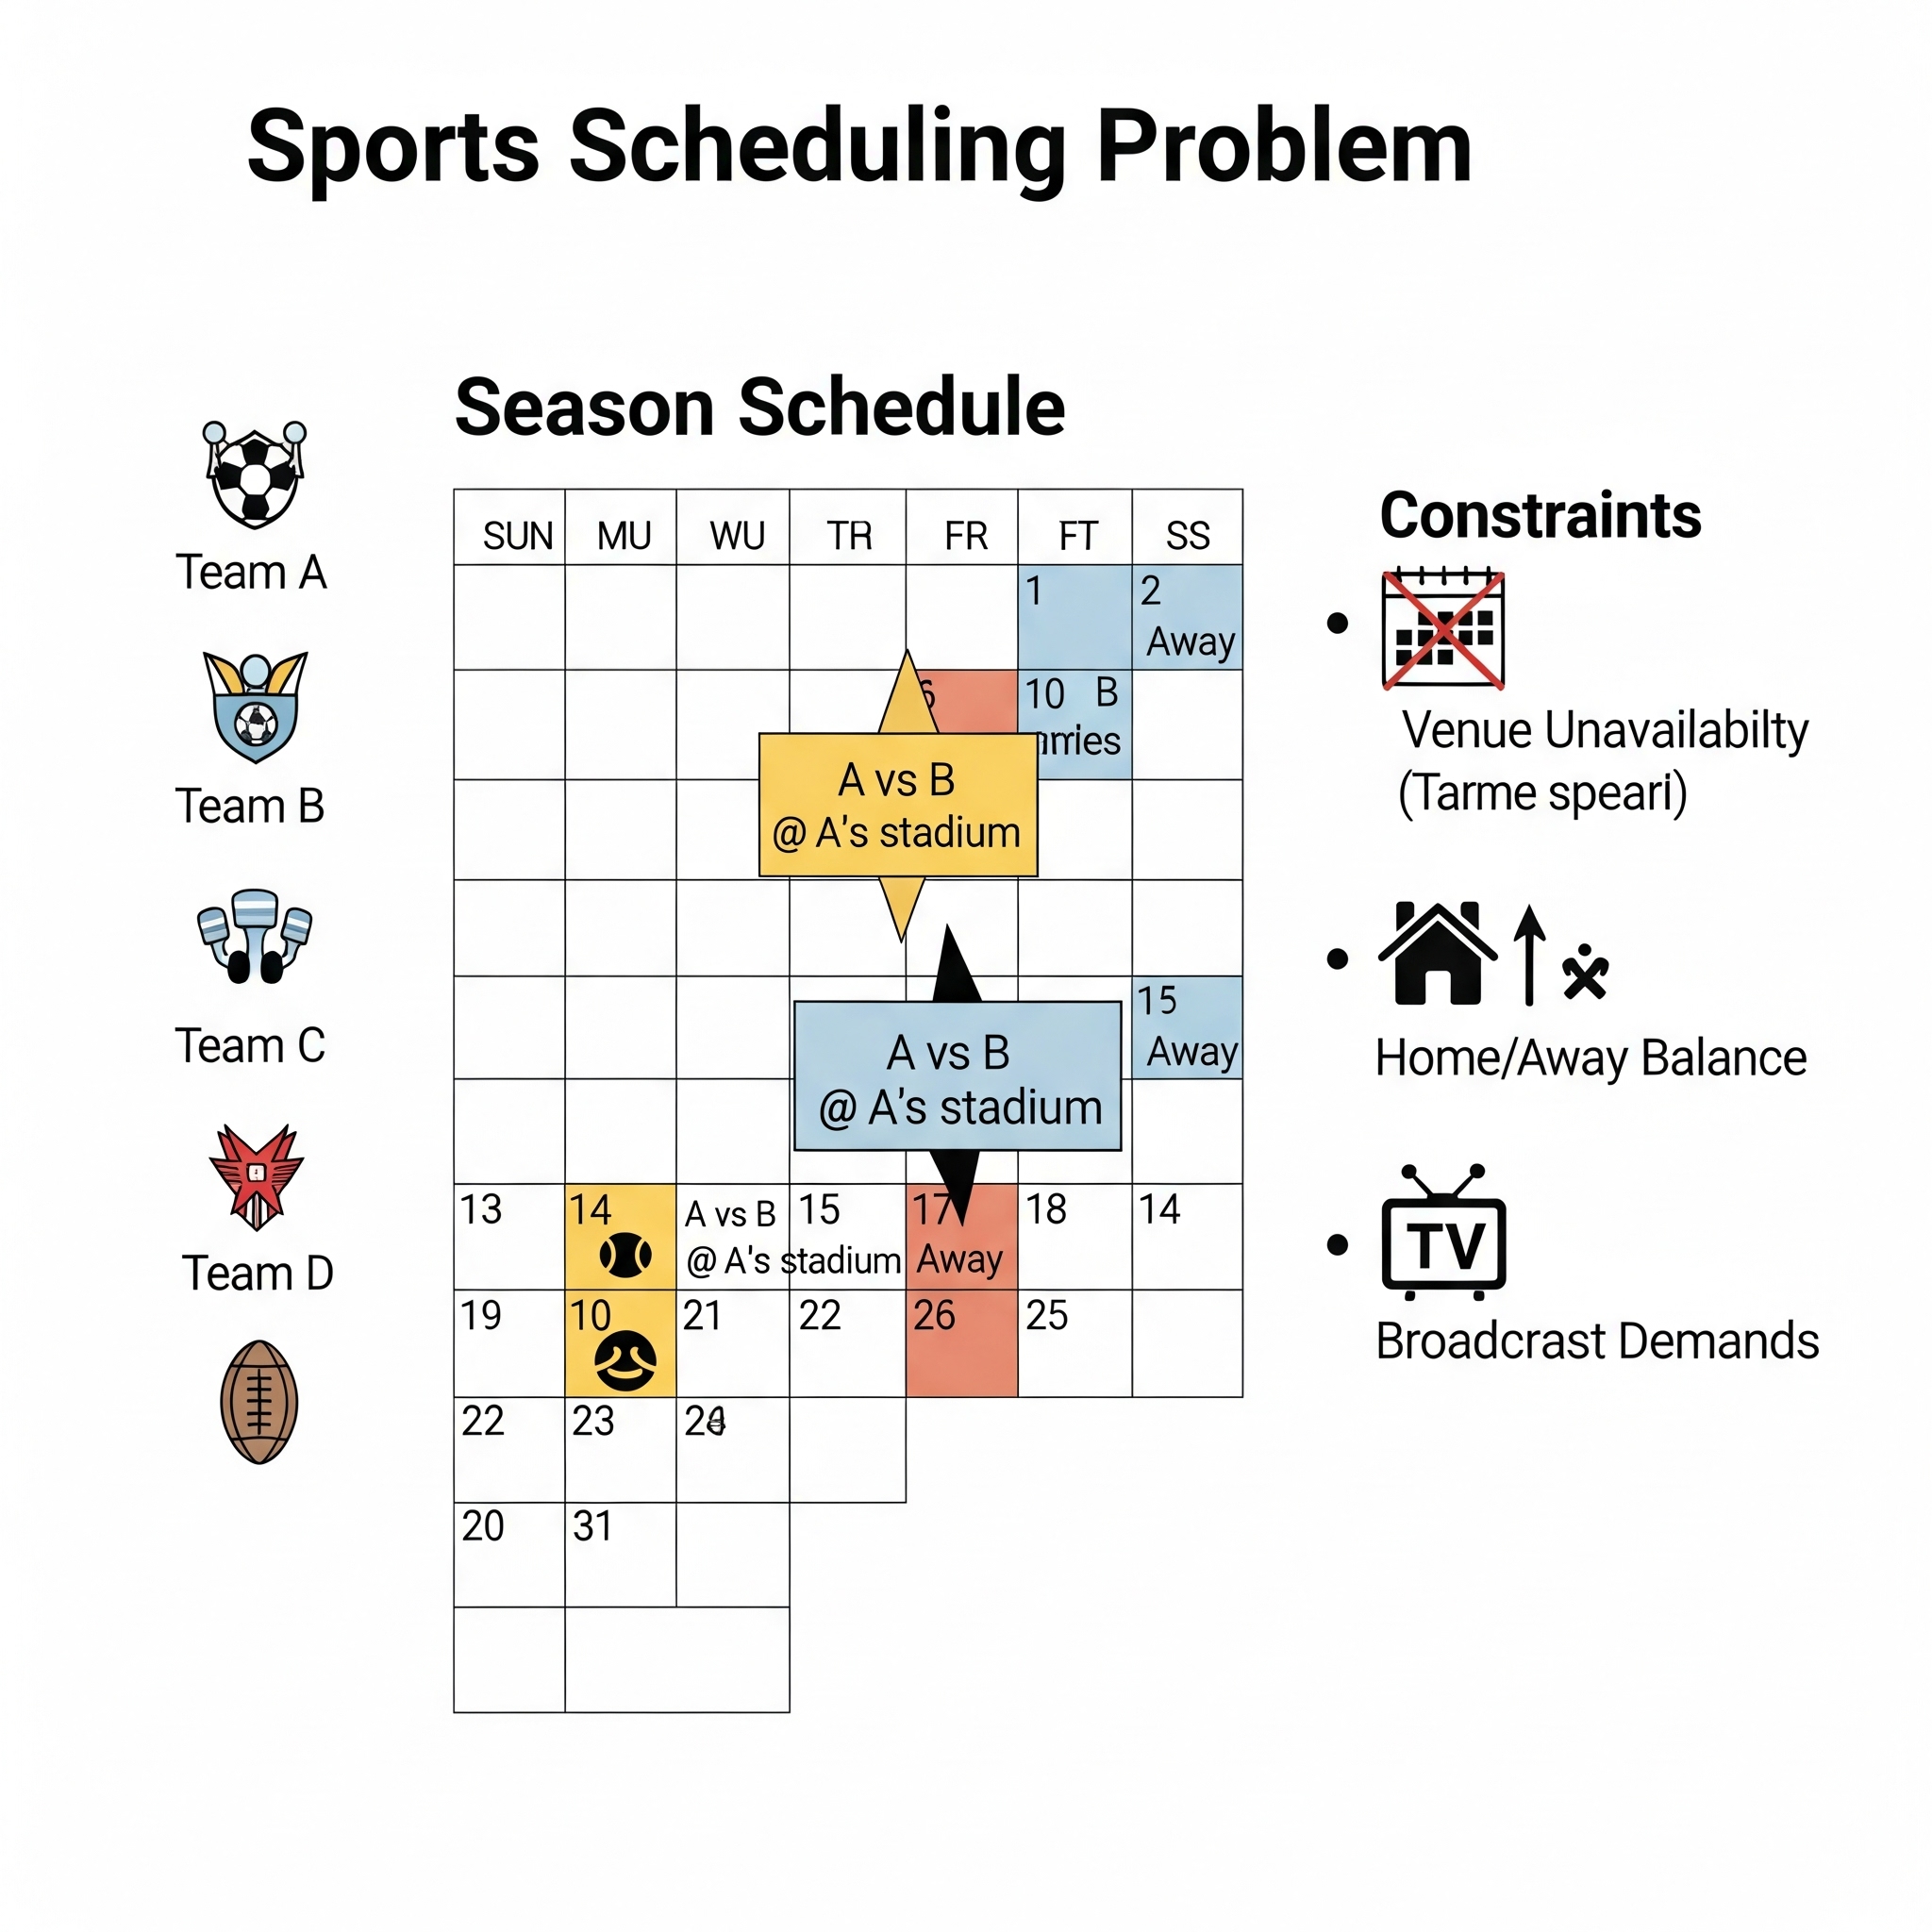 Sports Scheduling Problem
Season Schedule
Team A
Team B
Team C
Team D
SUN MU WU TR FR FT SS
1 2
Away
6 10 B
A vs B
@ A's stadium
15
Away
A vs B
@ A's stadium
13 14 A vs B 15 17 18 14
@ A's stadium Away
19 10 21 22 26 25
22 23
20 31
Constraints
Venue Unavailabilty
(Tarme speari)
Home/Away Balance
TV
Broadcrast Demands